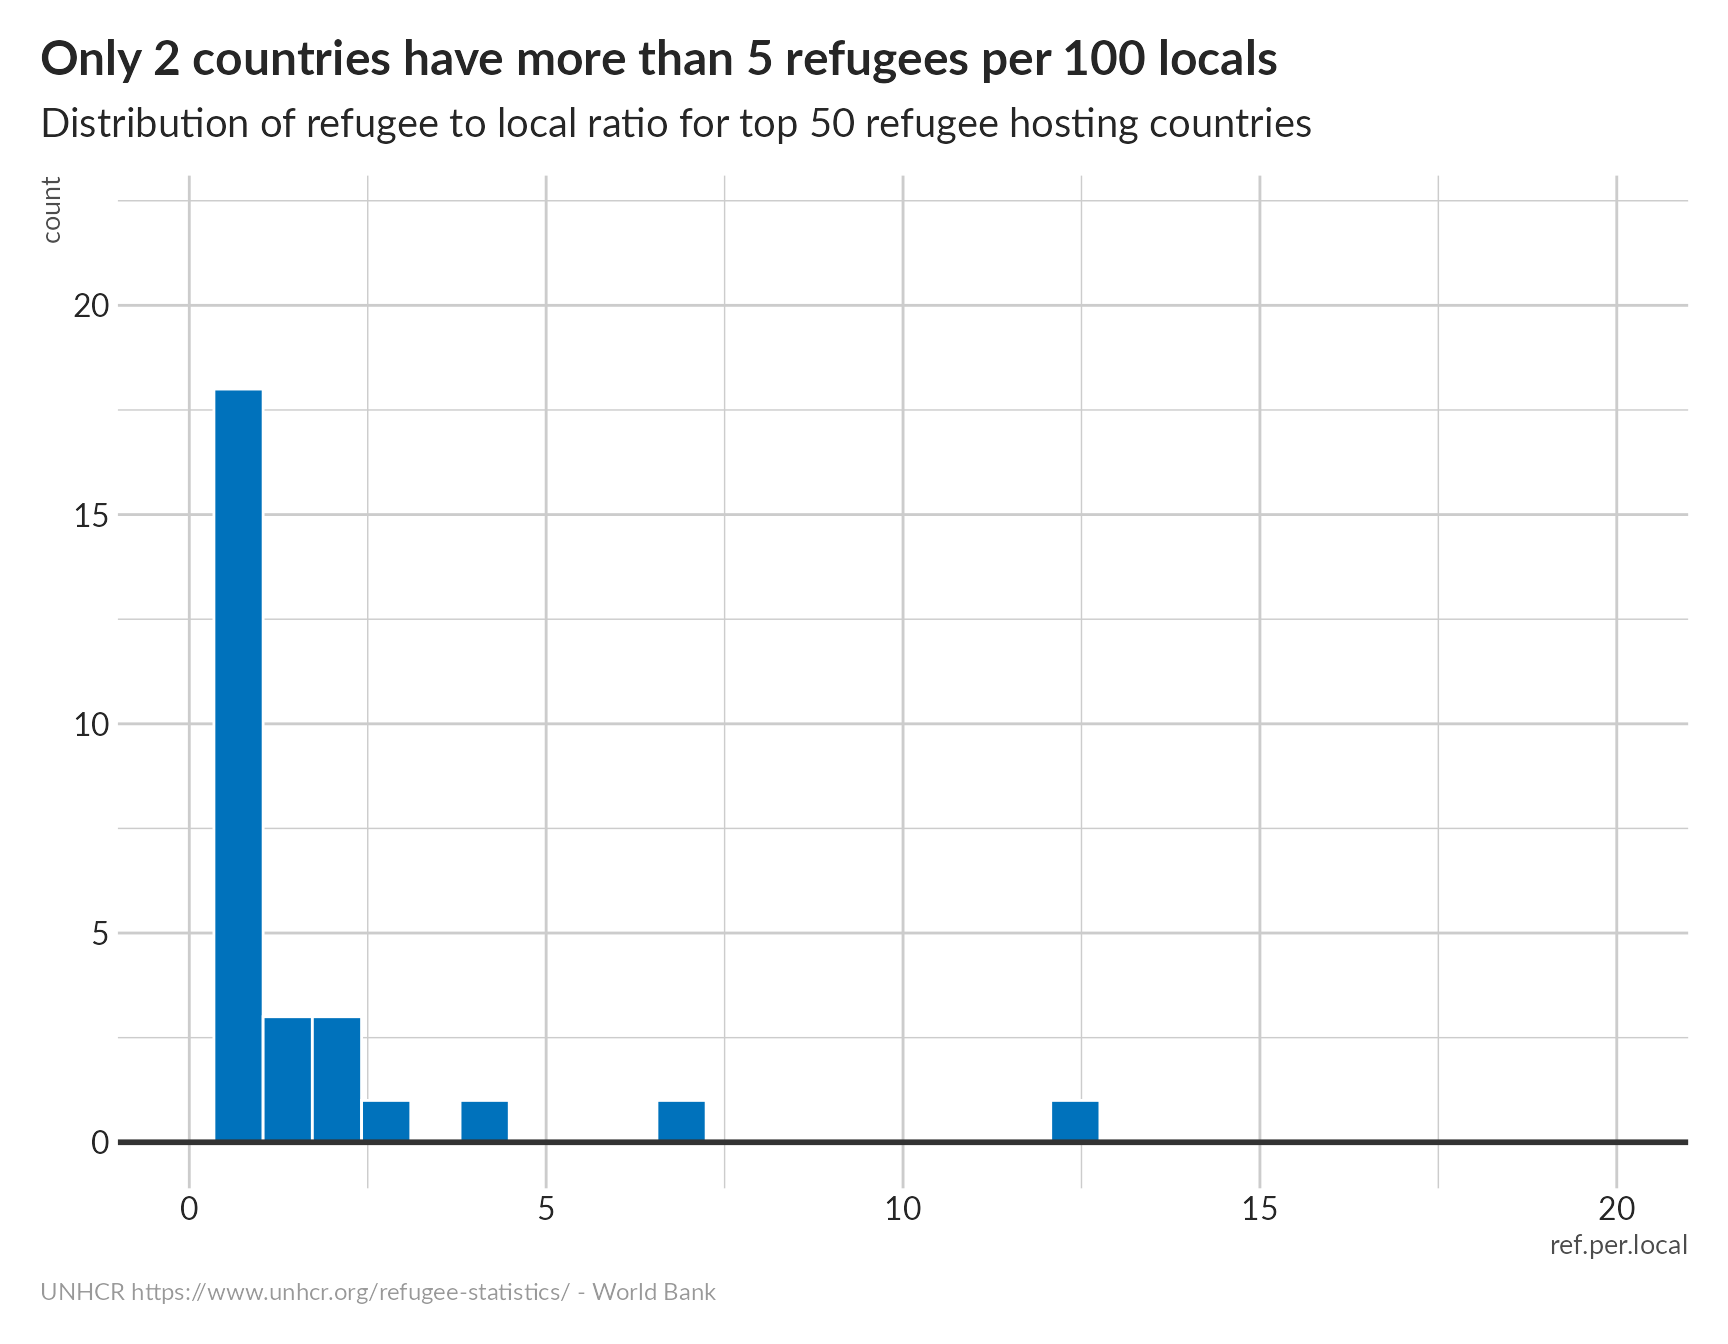 Only 2 countries have more than 5 refugees per 100 locals
Distribution of refugee to local ratio for top 50 refugee hosting countries
count
20
15
10
5
0
0 5 10 15 20
ref.per.local
UNHCR https://www.unhcr.org/refugee-statistics/ - World Bank